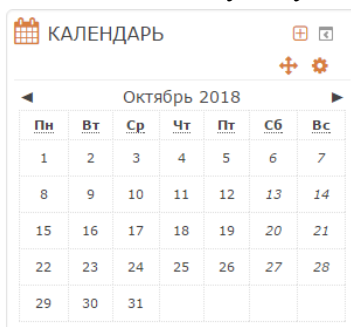 КАЛЕНДАРЬ
◄ Октябрь 2018 ►
Пн Вт Ср Чт Пт Сб Вс
1 2 3 4 5 6 7
8 9 10 11 12 13 14
15 16 17 18 19 20 21
22 23 24 25 26 27 28
29 30 31